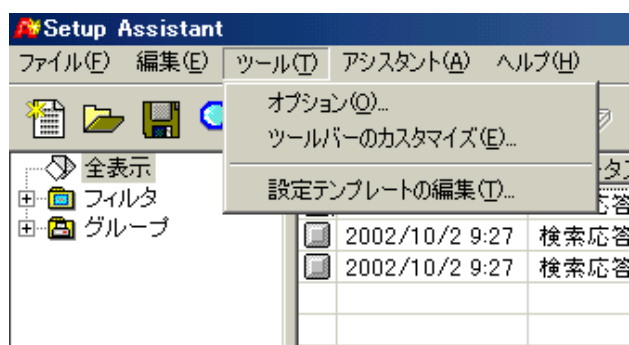 Setup Assistant
ファイル(F) 編集(E) ツール(T) アシスタント(A) ヘルプ(H)
オプション(O)...
ツールバーのカスタマイズ(E)...
設定テンプレートの編集(T)...
全表示
フィルタ
グループ
2002/10/2 9:27 検索応答
2002/10/2 9:27 検索応答